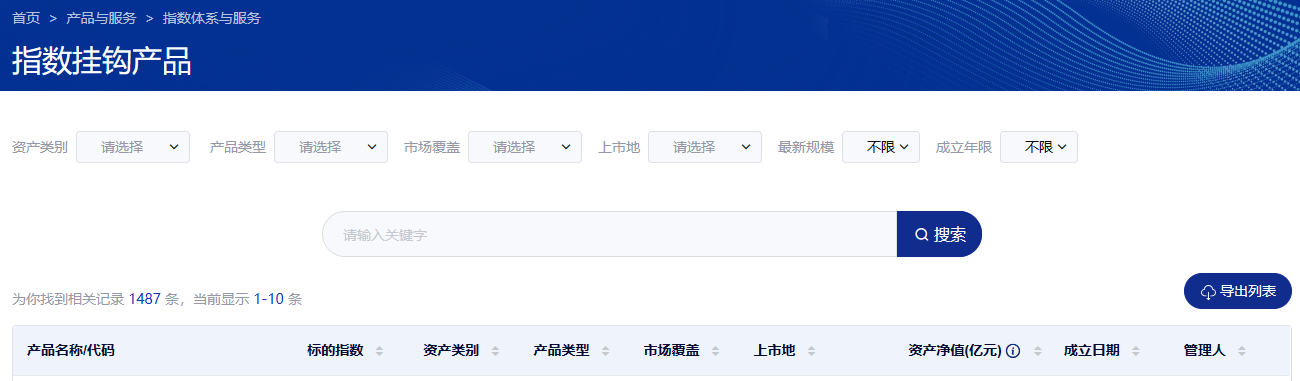 首页 > 产品与服务 > 指数体系与服务
指数挂钩产品
资产类别 请选择 产品类型 请选择 市场覆盖 请选择 上市地 请选择 最新规模 不限 成立年限 不限
请输入关键字 搜索
为你找到相关记录 1487 条，当前显示 1-10 条
导出列表
产品名称/代码 标的指数 资产类别 产品类型 市场覆盖 上市地 资产净值(亿元) 成立日期 管理人